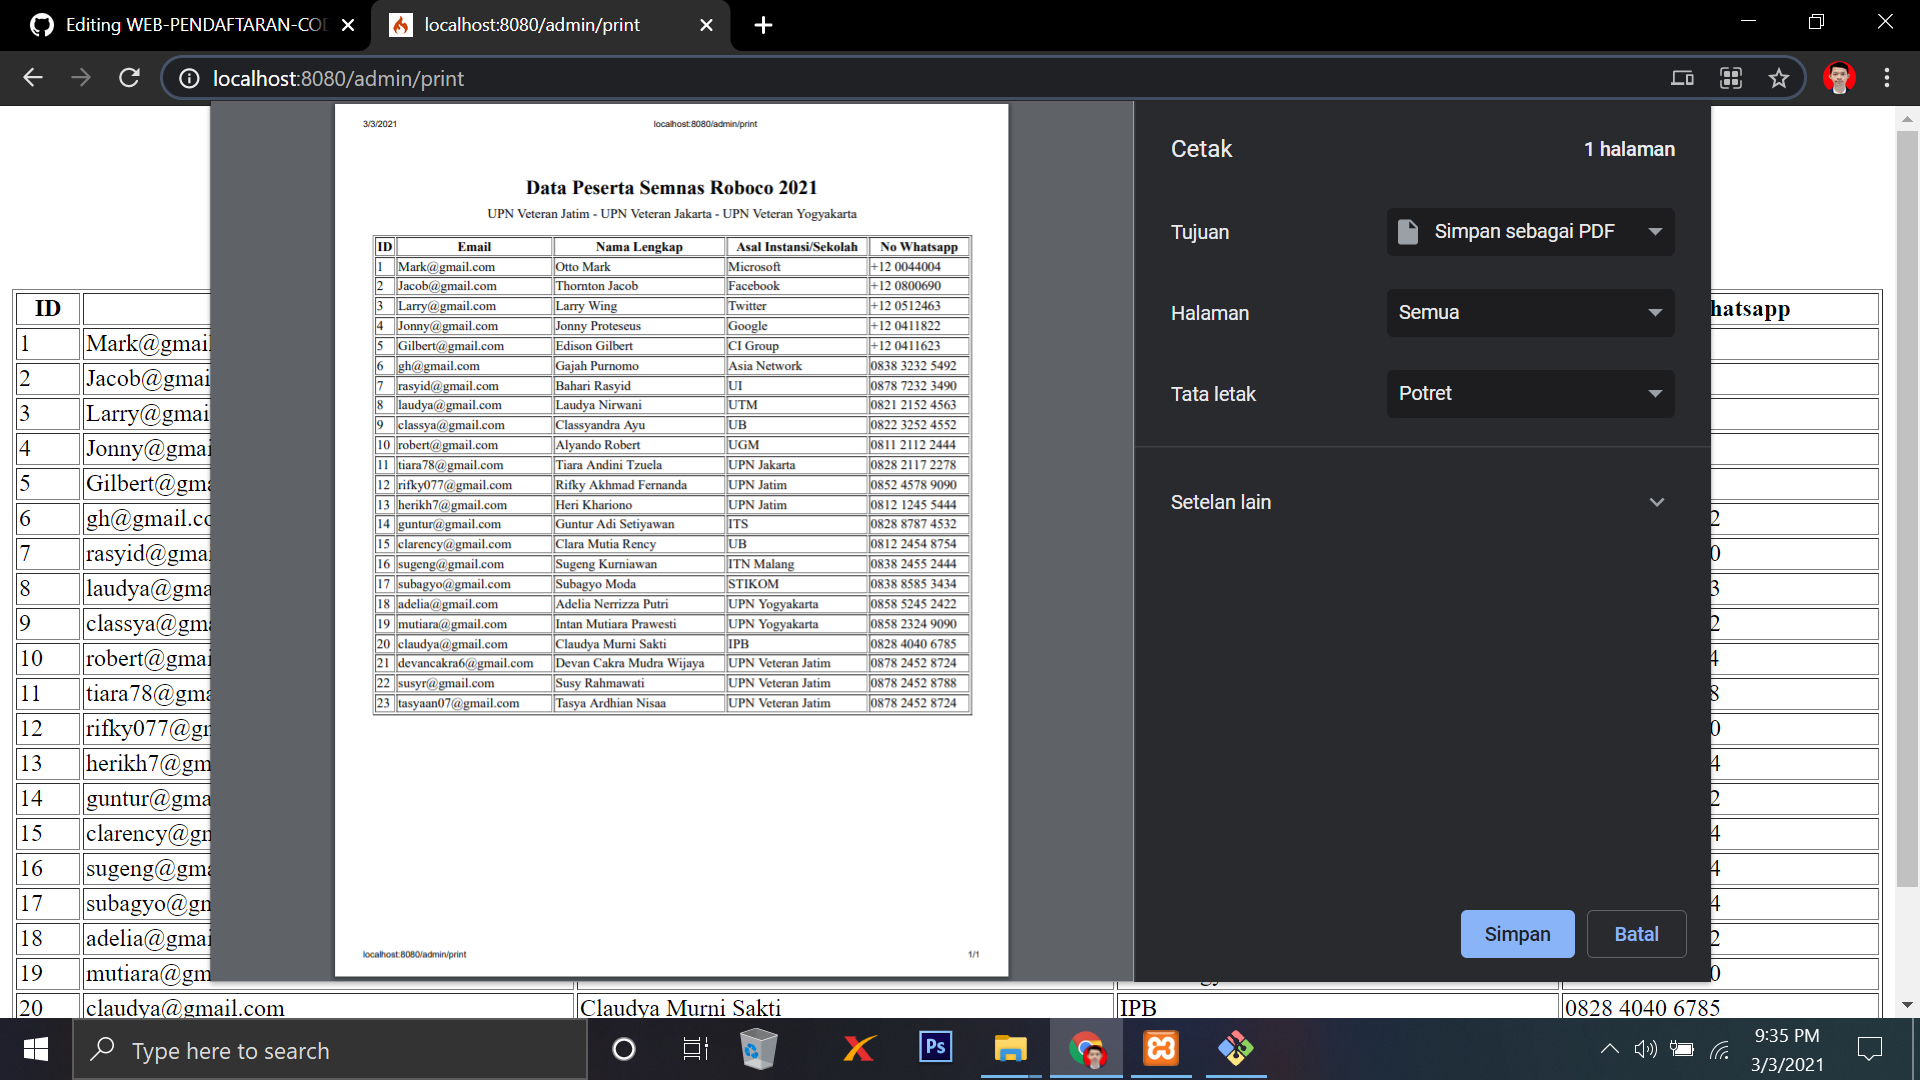 Editing WEB-PENDAFTARAN-COD
localhost:8080/admin/print
localhost:8080/admin/print
3/3/2021
localhost:8080/admin/print
Data Peserta Semnas Roboco 2021
UPN Veteran Jatim - UPN Veteran Jakarta - UPN Veteran Yogyakarta
ID Email Nama Lengkap Asal Instansi/Sekolah No Whatsapp
1 Mark@gmail.com Otto Mark Microsoft +12 0044004
2 Jacob@gmail.com Thornton Jacob Facebook +12 0800690
3 Larry@gmail.com Larry Wing Twitter +12 0512463
4 Jonny@gmail.com Jonny Proteseus Google +12 0411822
5 Gilbert@gmail.com Edison Gilbert CI Group +12 0411623
6 gh@gmail.com Gajah Purnomo Asia Network 0838 3232 5492
7 rasyid@gmail.com Bahari Rasyid UI 0878 7232 3490
8 laudya@gmail.com Laudya Nirwani UTM 0821 2152 4563
9 classya@gmail.com Classyandra Ayu UB 0822 3252 4552
10 robert@gmail.com Alyando Robert UGM 0811 2112 2444
11 tiara78@gmail.com Tiara Andini Tzuela UPN Jakarta 0828 2117 2278
12 rifky077@gmail.com Rifky Akhmad Fernanda UPN Jatim 0852 4578 9090
13 herikh7@gmail.com Heri Khariono UPN Jatim 0812 1245 5444
14 guntur@gmail.com Guntur Adi Setiyawan ITS 0828 8787 4532
15 clarency@gmail.com Clara Mutia Rency UB 0812 2454 8754
16 sugeng@gmail.com Sugeng Kurniawan ITN Malang 0838 2455 2444
17 subagyo@gmail.com Subagyo Moda STIKOM 0838 8585 3434
18 adelia@gmail.com Adelia Nerrizza Putri UPN Yogyakarta 0858 5245 2422
19 mutiara@gmail.com Intan Mutiara Prawesti UPN Yogyakarta 0858 2324 9090
20 claudya@gmail.com Claudya Murni Sakti IPB 0828 4040 6785
21 devancakra6@gmail.com Devan Cakra Mudra Wijaya UPN Veteran Jatim 0878 2452 8724
22 susyr@gmail.com Susy Rahmawati UPN Veteran Jatim 0878 2452 8788
23 tasyaan07@gmail.com Tasya Ardhian Nisaa UPN Veteran Jatim 0878 2452 8724
localhost:8080/admin/print
1/1
Cetak
1 halaman
Tujuan
Simpan sebagai PDF
Halaman
Semua
Tata letak
Potret
Setelan lain
Simpan
Batal
ID hatsapp
1 Mark@gmail
2 Jacob@gmai
3 Larry@gmai
4 Jonny@gmai
5 Gilbert@gma
6 gh@gmail.co 2
7 rasyid@gmai 0
8 laudya@gma 3
9 classya@gma 2
10 robert@gmai 4
11 tiara78@gma 8
12 rifky077@gm 0
13 herikh7@gm 4
14 guntur@gma 2
15 clarency@gm 4
16 sugeng@gma 4
17 subagyo@gm 4
18 adelia@gmai 2
19 mutiara@gm 0
20 claudya@gmail.com Claudya Murni Sakti IPB 0828 4040 6785
Type here to search
Ps
9:35 PM
3/3/2021